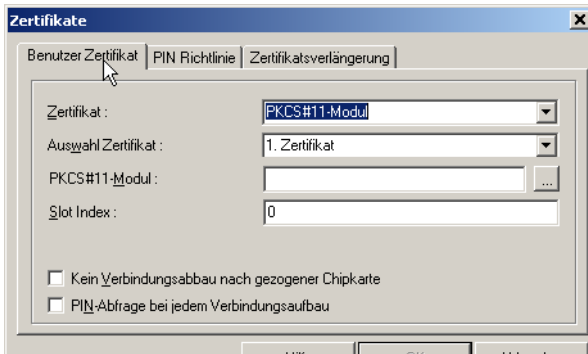 Zertifikate
Benutzer Zertifikat PIN Richtlinie Zertifikatsverlängerung
Zertifikat : PKCS#11-Modul
Auswahl Zertifikat : 1. Zertifikat
PKCS#11-Modul : ...
Slot Index : 0
Kein Verbindungsabbau nach gezogener Chipkarte
PIN-Abfrage bei jedem Verbindungsaufbau